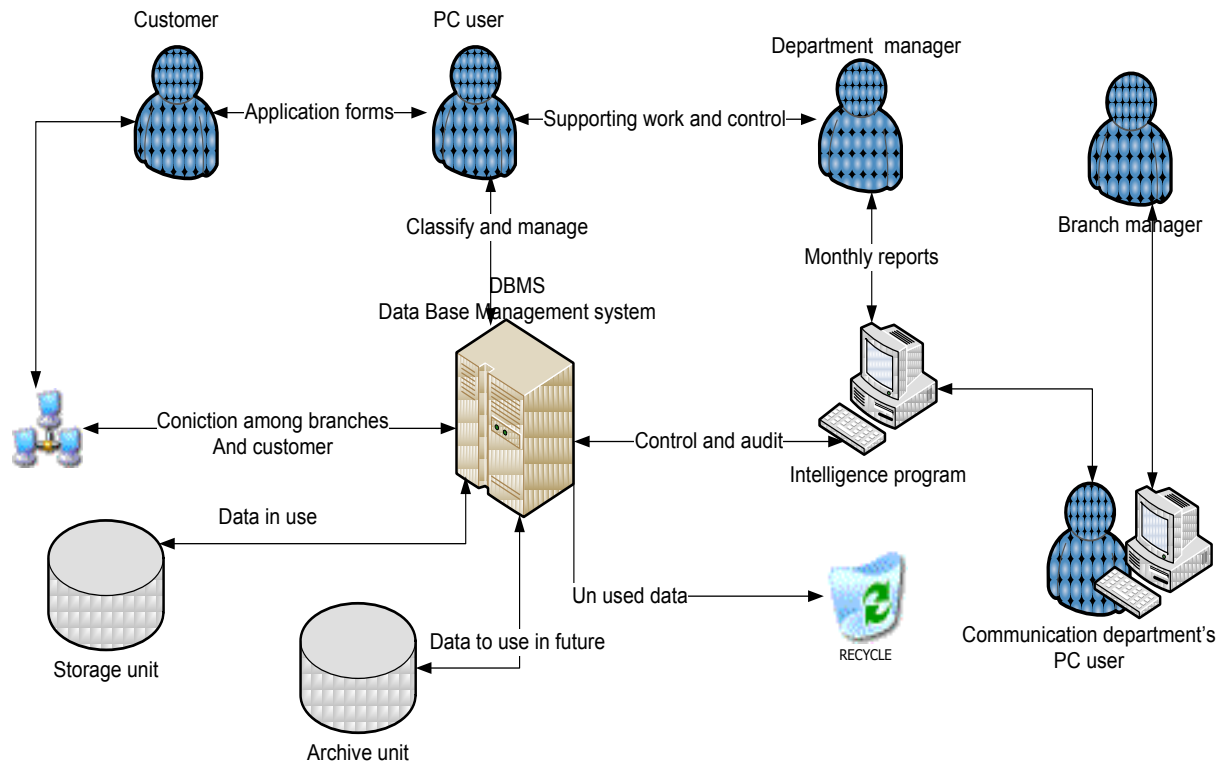 Customer
PC user
Department manager
Application forms
Supporting work and control
Classify and manage
Branch manager
Monthly reports
DBMS
Data Base Management system
Coniction among branches
And customer
Control and audit
Intelligence program
Data in use
Un used data
RECYCLE
Data to use in future
Communication department's
PC user
Storage unit
Archive unit